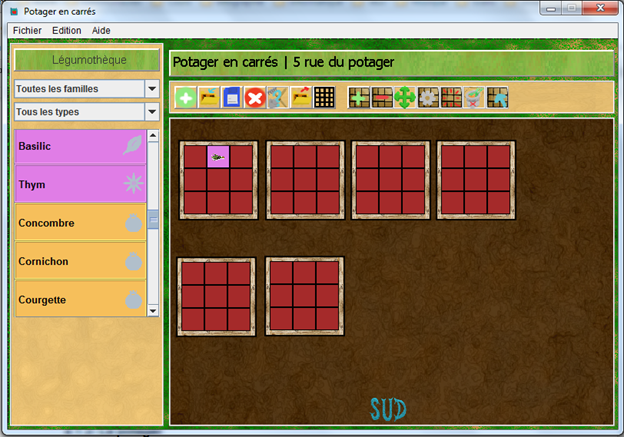 Potager en carrés
Fichier Edition Aide
Légumothèque
Potager en carrés | 5 rue du potager
Toutes les familles
Tous les types
Basilic
Thym
Concombre
Cornichon
Courgette
SUD